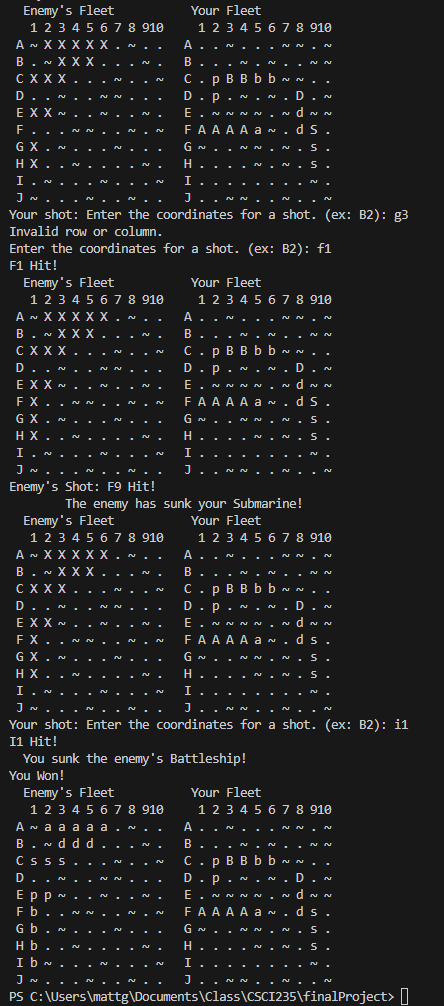 Enemy's Fleet Your Fleet
1 2 3 4 5 6 7 8 910 1 2 3 4 5 6 7 8 910
A ~ X X X X X . ~ . . A . . ~ . . . ~ . ~ .
B . ~ X X X . . . . . B . . . . ~ . . . ~ ~
C X X X . . . ~ . . ~ C . p B B b b ~ ~ . .
D . . ~ . . ~ ~ . . . D . p . ~ . ~ . D . ~
E X X ~ . . . . ~ . . E . ~ ~ ~ ~ . ~ d ~ ~
F . . . ~ ~ . . ~ . . F A A A A a ~ . d S .
G X . ~ . . . ~ . . . G ~ . . . ~ ~ . ~ s .
H X . . ~ . . . . ~ . H . . . . ~ . ~ . s .
I . ~ . . . . . . . . I . . . . . . . . ~ .
J ~ . . . . ~ . . ~ . J ~ . . . ~ . ~ . . ~
Your shot: Enter the coordinates for a shot. (ex: B2): g3
Invalid row or column.
Enter the coordinates for a shot. (ex: B2): f1
F1 Hit!
Enemy's Fleet Your Fleet
1 2 3 4 5 6 7 8 910 1 2 3 4 5 6 7 8 910
A ~ X X X X X . ~ . . A . . ~ . . . ~ . ~ .
B . ~ X X X . . . . . B . . . . ~ . . . ~ ~
C X X X . . . ~ . . ~ C . p B B b b ~ ~ . .
D . . ~ . . ~ ~ . . . D . p . ~ . ~ . D . ~
E X X ~ . . . . ~ . . E . ~ ~ ~ ~ . ~ d ~ ~
F X . . ~ ~ . . ~ . . F A A A A a ~ . d S .
G X . ~ . . . ~ . . . G ~ . . . ~ ~ . ~ s .
H X . . ~ . . . . ~ . H . . . . ~ . ~ . s .
I . ~ . . . . . . . . I . . . . . . . . ~ .
J ~ . . . . ~ . . ~ . J ~ . . . ~ . ~ . . ~
Enemy's Shot: F9 Hit!
The enemy has sunk your Submarine!
Enemy's Fleet Your Fleet
1 2 3 4 5 6 7 8 910 1 2 3 4 5 6 7 8 910
A ~ X X X X X . ~ . . A . . ~ . . . ~ . ~ .
B . ~ X X X . . . . . B . . . . ~ . . . ~ ~
C X X X . . . ~ . . ~ C . p B B b b ~ ~ . .
D . . ~ . . ~ ~ . . . D . p . ~ . ~ . D . ~
E X X ~ . . . . ~ . . E . ~ ~ ~ ~ . ~ d ~ ~
F X . . ~ ~ . . ~ . . F A A A A a ~ . d s .
G X . ~ . . . ~ . . . G ~ . . . ~ ~ . ~ s .
H X . . ~ . . . . ~ . H . . . . ~ . ~ . s .
I . ~ . . . . . . . . I . . . . . . . . ~ .
J ~ . . . . ~ . . ~ . J ~ . . . ~ . ~ . . ~
Your shot: Enter the coordinates for a shot. (ex: B2): i1
I1 Hit!
You sunk the enemy's Battleship!
You Won!
Enemy's Fleet Your Fleet
1 2 3 4 5 6 7 8 910 1 2 3 4 5 6 7 8 910
A ~ a a a a a . ~ . . A . . ~ . . . ~ . ~ .
B . ~ d d d . . . . . B . . . . ~ . . . ~ ~
C s s s . . . ~ . . ~ C . p B B b b ~ ~ . .
D . . ~ . . ~ ~ . . . D . p . ~ . ~ . D . ~
E p p ~ . . . . ~ . . E . ~ ~ ~ ~ . ~ d ~ ~
F b . . ~ ~ . . ~ . . F A A A A a ~ . d s .
G b . ~ . . . ~ . . . G ~ . . . ~ ~ . ~ s .
H b . . ~ . . . . ~ . H . . . . ~ . ~ . s .
I b ~ . . . . . . . . I . . . . . . . . ~ .
J ~ . . . . ~ . . ~ . J ~ . . . ~ . ~ . . ~
PS C:\Users\mattg\Documents\Class\CSCI235\finalProject>